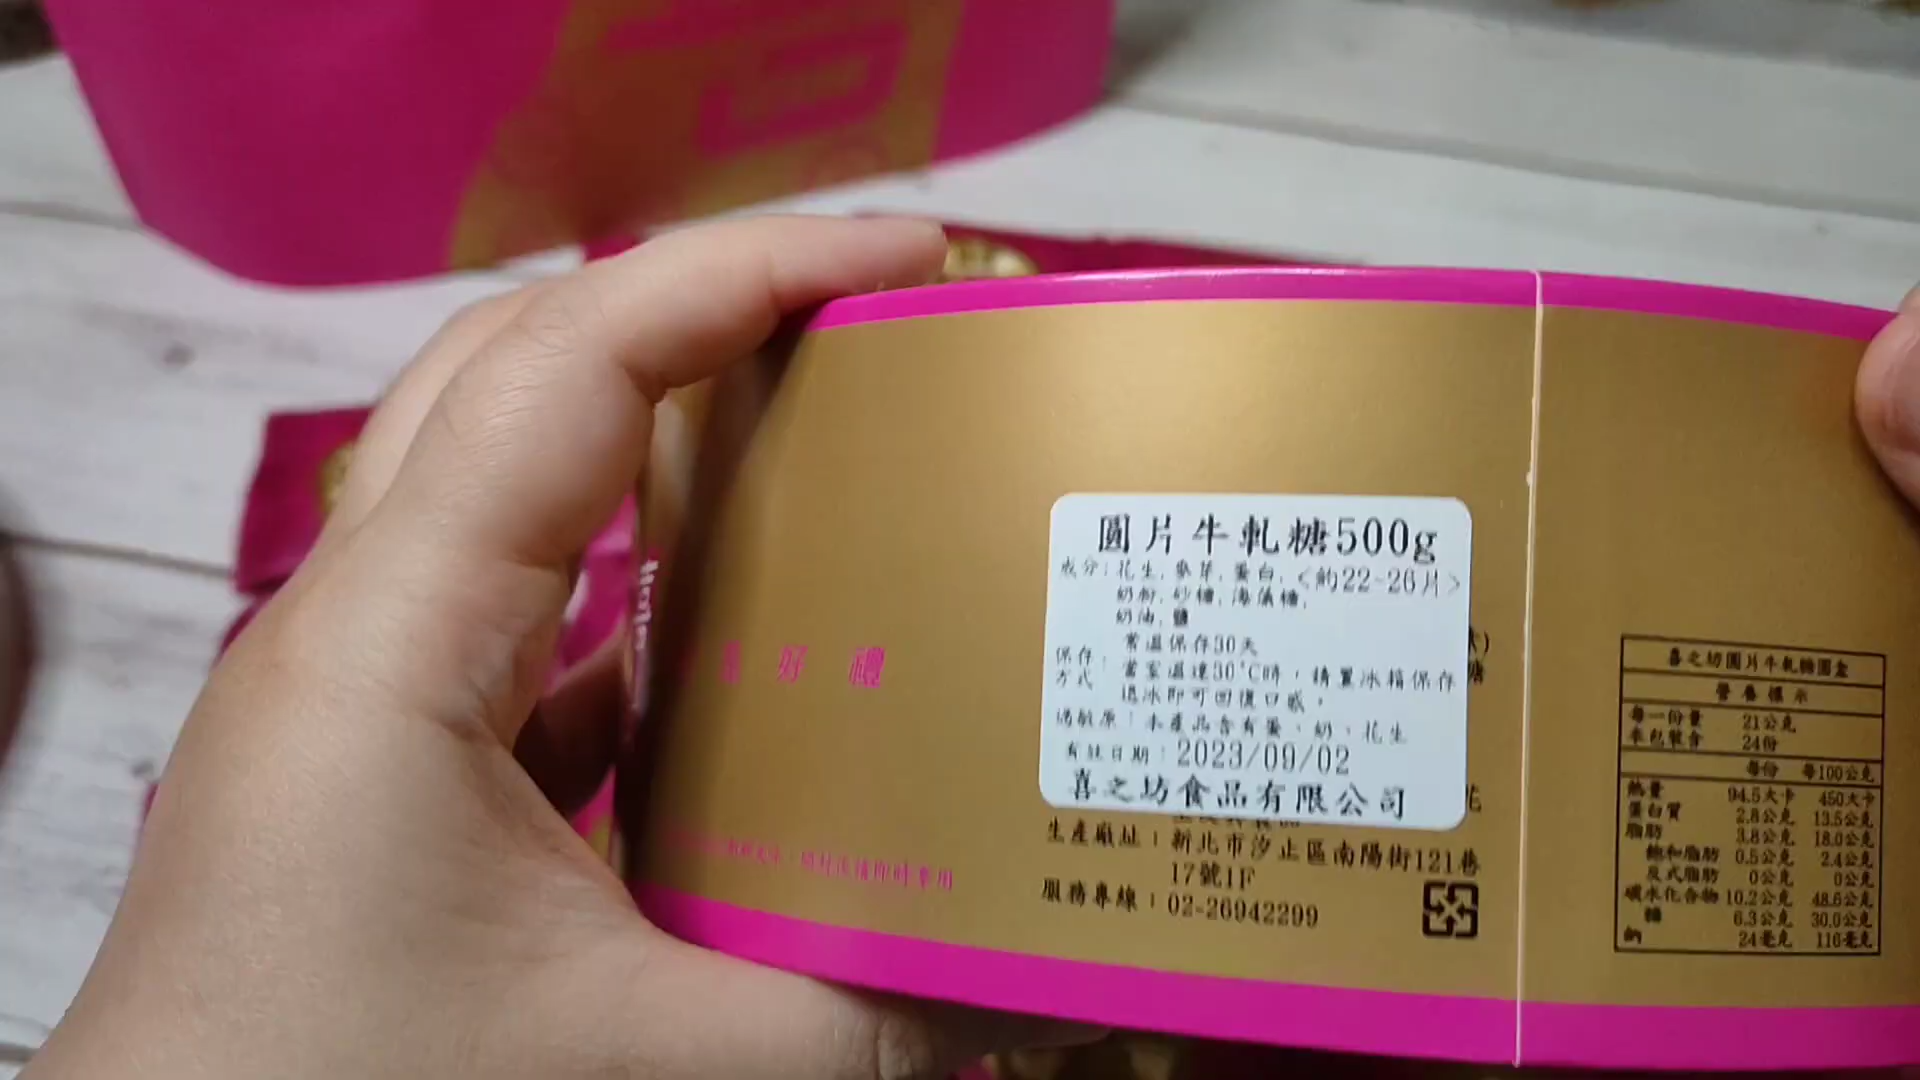 圓片牛軋糖500g
成分:花生,麥芽,蛋白,<約22-26片>
奶粉,砂糖,海藻糖,
奶油,鹽
常溫保存30天
保存方式:當室溫達30°C時,請置冰箱保存
退冰即可回復口感。
過敏原:本產品含有蛋、奶、花生
有效日期:2023/09/02
喜之坊食品有限公司
生產廠址:新北市汐止區南陽街121巷
17號1F
服務專線:02-26942299
好禮
喜之坊圓片牛軋糖圓盒
營養標示
每一份量 21公克
本包裝含 24份
每份 每100公克
熱量 94.5大卡 450大卡
蛋白質 2.8公克 13.5公克
脂肪 3.8公克 18.0公克
飽和脂肪 0.5公克 2.4公克
反式脂肪 0公克 0公克
碳水化合物 10.2公克 48.6公克
糖 6.3公克 30.0公克
鈉 24毫克 116毫克